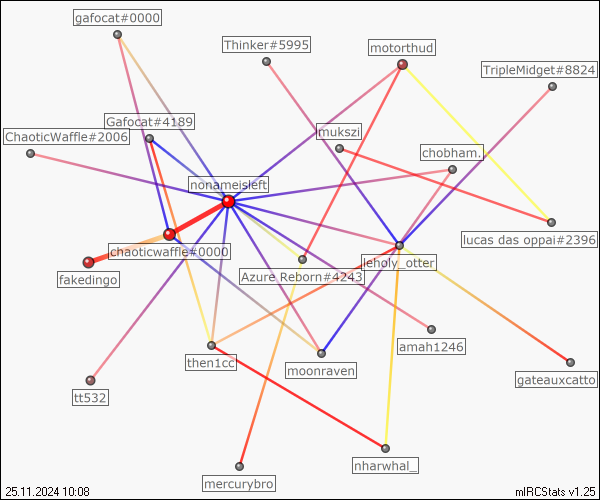 gafocat#0000
Thinker#5995
motorthud
TripleMidget#8824
Gafocat#4189
ChaoticWaffle#2006
mukszi
chobham.
nonameisleft
lucas das oppai#2396
chaoticwaffle#0000
leholy_otter
fakedingo
Azure Reborn#4243
then1cc
moonraven
amah1246
gateauxcatto
tt532
nharwhal_
mercurybro
25.11.2024 10:08
mIRCStats v1.25